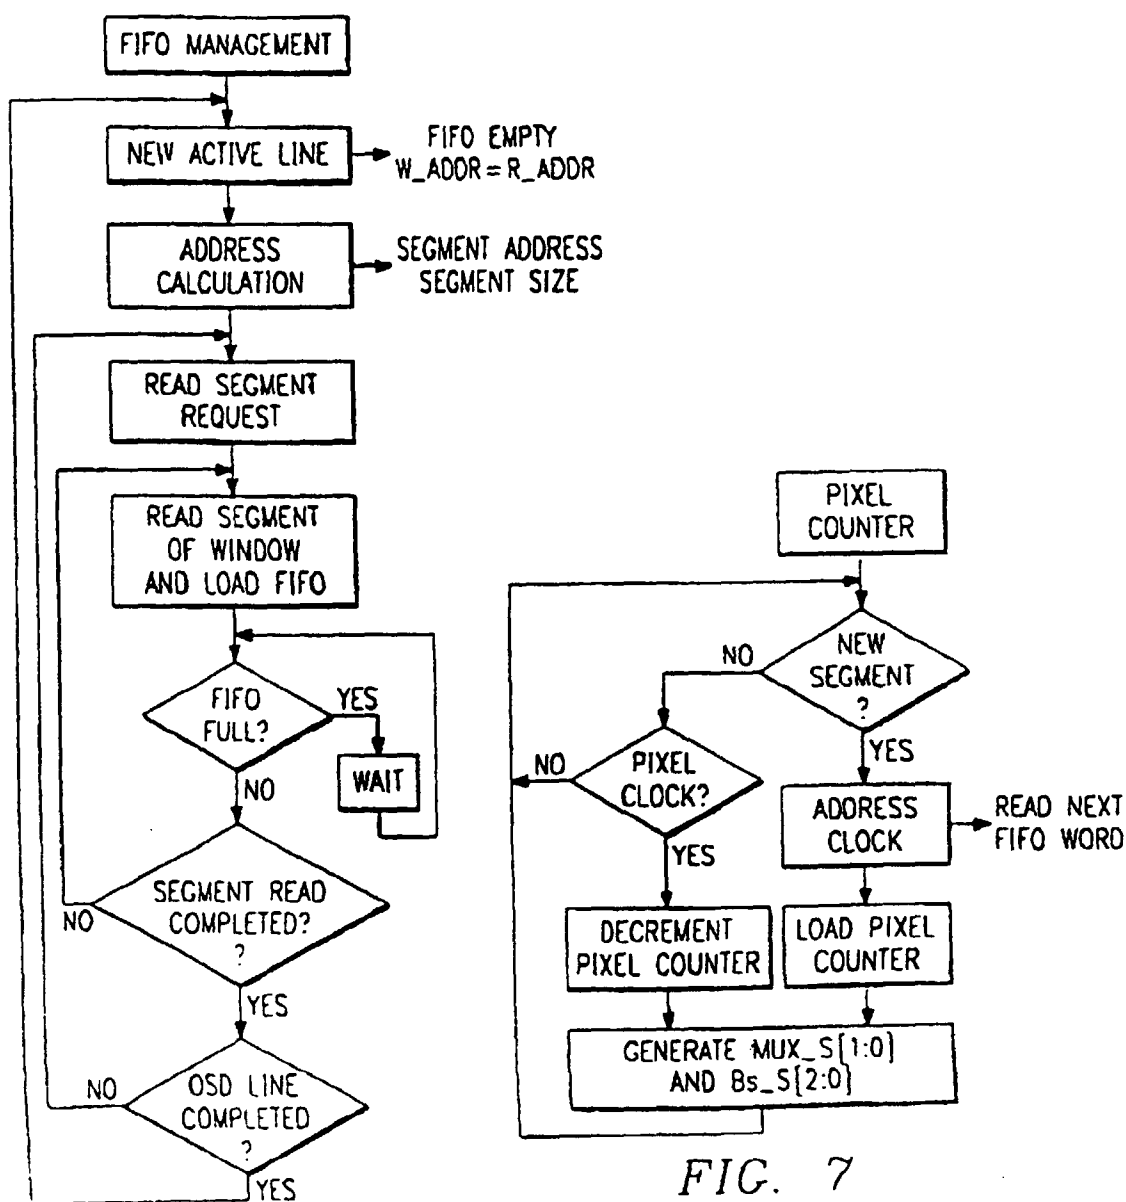 FIFO MANAGEMENT
NEW ACTIVE LINE
FIFO EMPTY
W_ADDR=R_ADDR
ADDRESS
CALCULATION
SEGMENT ADDRESS
SEGMENT SIZE
READ SEGMENT
REQUEST
READ SEGMENT
OF WINDOW
AND LOAD FIFO
FIFO
FULL?
YES
WAIT
NO
SEGMENT READ
COMPLETED?
?
NO
YES
OSD LINE
COMPLETED
?
NO
YES
PIXEL
COUNTER
NEW
SEGMENT
?
NO
YES
PIXEL
CLOCK?
NO
YES
ADDRESS
CLOCK
READ NEXT
FIFO WORD
DECREMENT
PIXEL COUNTER
LOAD PIXEL
COUNTER
GENERATE MUX_S[1:0]
AND Bs_S[2:0]
FIG. 7